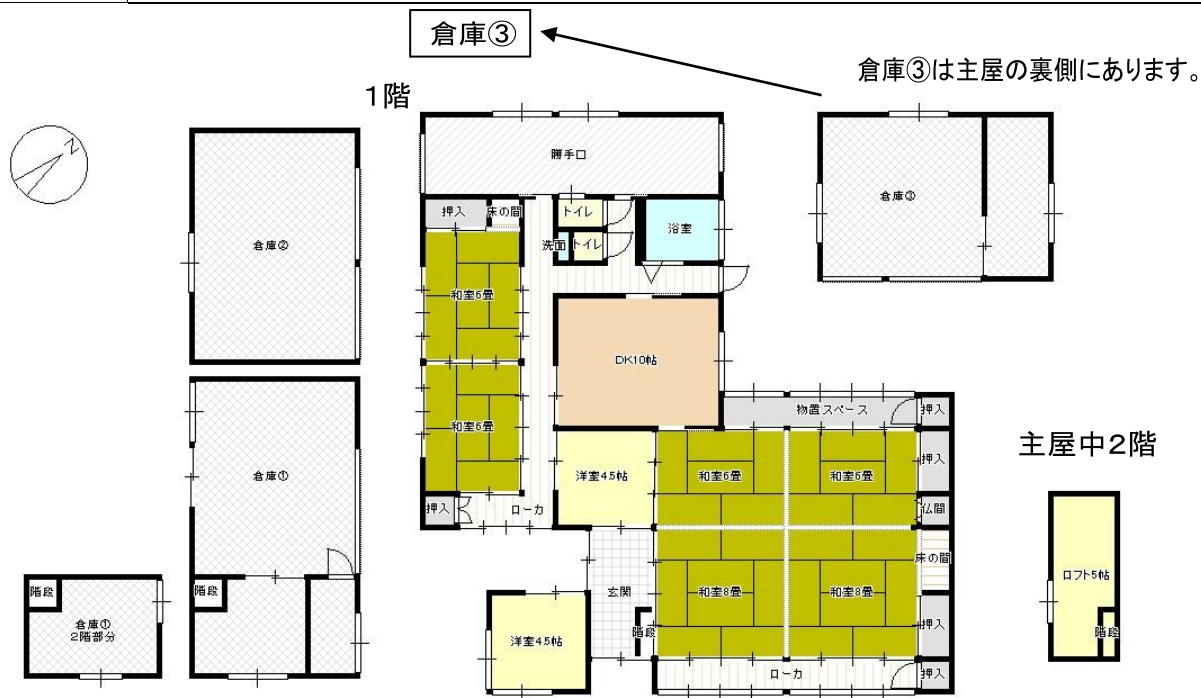 倉庫③
倉庫③は主屋の裏側にあります。
1階
Z
勝手口
倉庫②
倉庫③
押入
床の間
トイレ
洗面
トイレ
浴室
和室6畳
DK10帖
和室6畳
物置スペース
押入
主屋中2階
倉庫①
洋室4.5帖
和室6畳
和室6畳
押入
押入
ローカ
仏間
床の間
階段
倉庫①
2階部分
階段
玄関
和室8畳
和室8畳
ロフト5帖
階段
洋室4.5帖
階段
押入
ローカ
押入